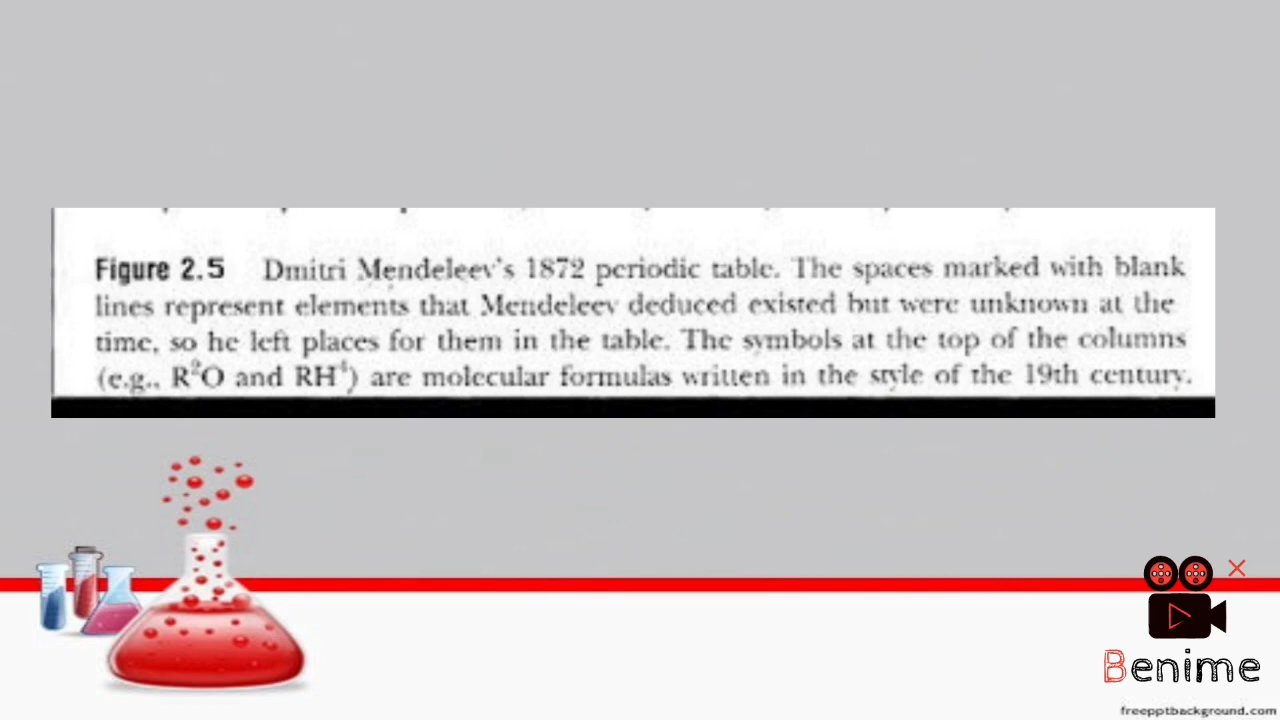 Figure 2.5 Dmitri Mendeleev's 1872 periodic table. The spaces marked with blank
lines represent elements that Mendeleev deduced existed but were unknown at the
time, so he left places for them in the table. The symbols at the top of the columns
(e.g., R²O and RH⁴) are molecular formulas written in the style of the 19th century.
Benime
freepptbackground.com